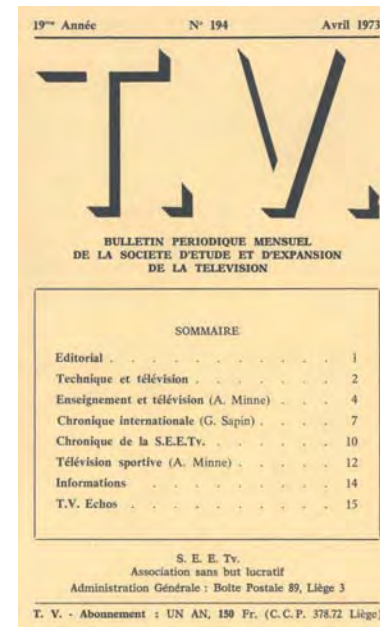 19me Année N° 194 Avril 1973
T. V.
BULLETIN PERIODIQUE MENSUEL
DE LA SOCIETE D'ETUDE ET D'EXPANSION
DE LA TELEVISION
SOMMAIRE
Editorial . . . . . . . . . . . 1
Technique et télévision . . . . . . . 2
Enseignement et télévision (A. Minne) . . . 4
Chronique internationale (G. Sapin) . . . . 7
Chronique de la S.E.E.Tv. . . . . . . 10
Télévision sportive (A. Minne) . . . . . 12
Informations . . . . . . . . . 14
T.V. Echos . . . . . . . . . . 15
S. E. E. Tv.
Association sans but lucratif
Administration Générale : Boîte Postale 89, Liège 3
T. V. - Abonnement : UN AN, 150 Fr. (C.C.P. 378.72 Liège)